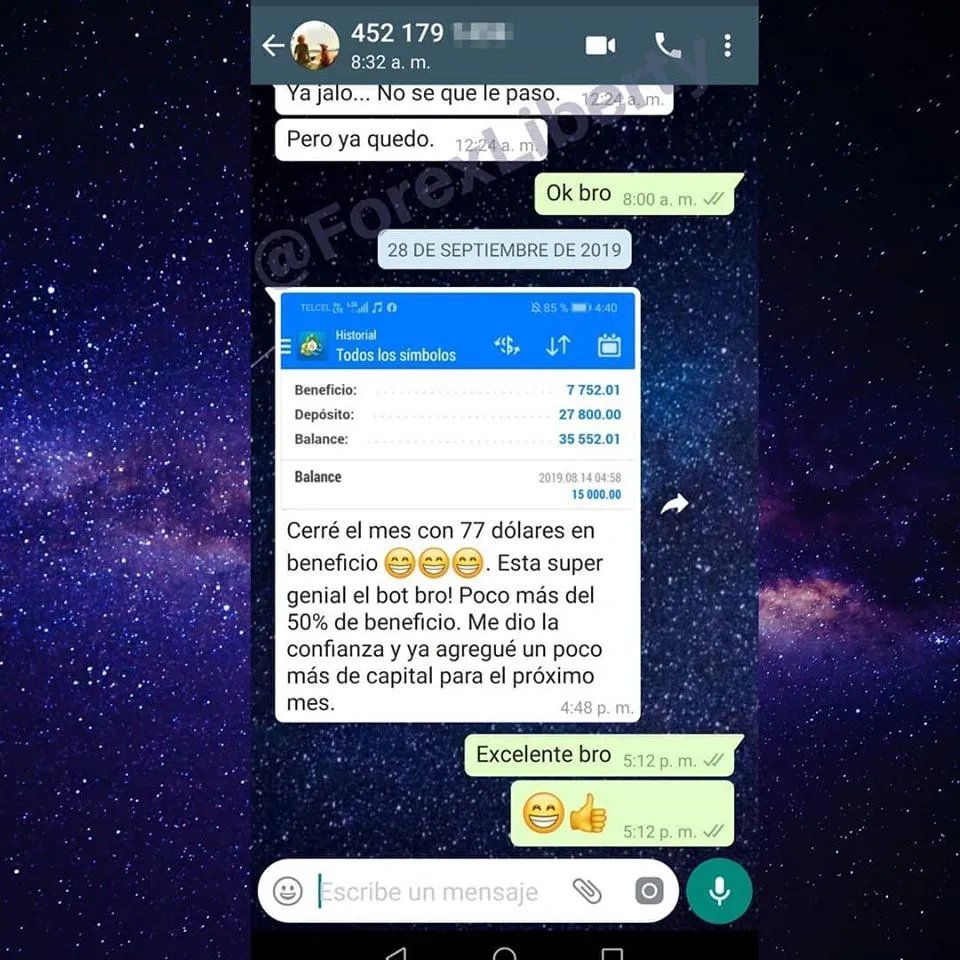 452 179
8:32 a. m.
Ya jalo... No se que le paso. 12:24 a. m.
Pero ya quedo. 12:24 a. m.
@ForexLiberty
Ok bro 8:00 a. m.
28 DE SEPTIEMBRE DE 2019
TELCEL 85 % 4:40
Historial
Todos los símbolos
Beneficio: 7 752.01
Depósito: 27 800.00
Balance: 35 552.01
Balance 2019.08.14 04:58
15 000.00
Cerré el mes con 77 dólares en
beneficio 😁😁😁. Esta super
genial el bot bro! Poco más del
50% de beneficio. Me dio la
confianza y ya agregué un poco
más de capital para el próximo
mes. 4:48 p. m.
Excelente bro 5:12 p. m.
😁👍 5:12 p. m.
Escribe un mensaje